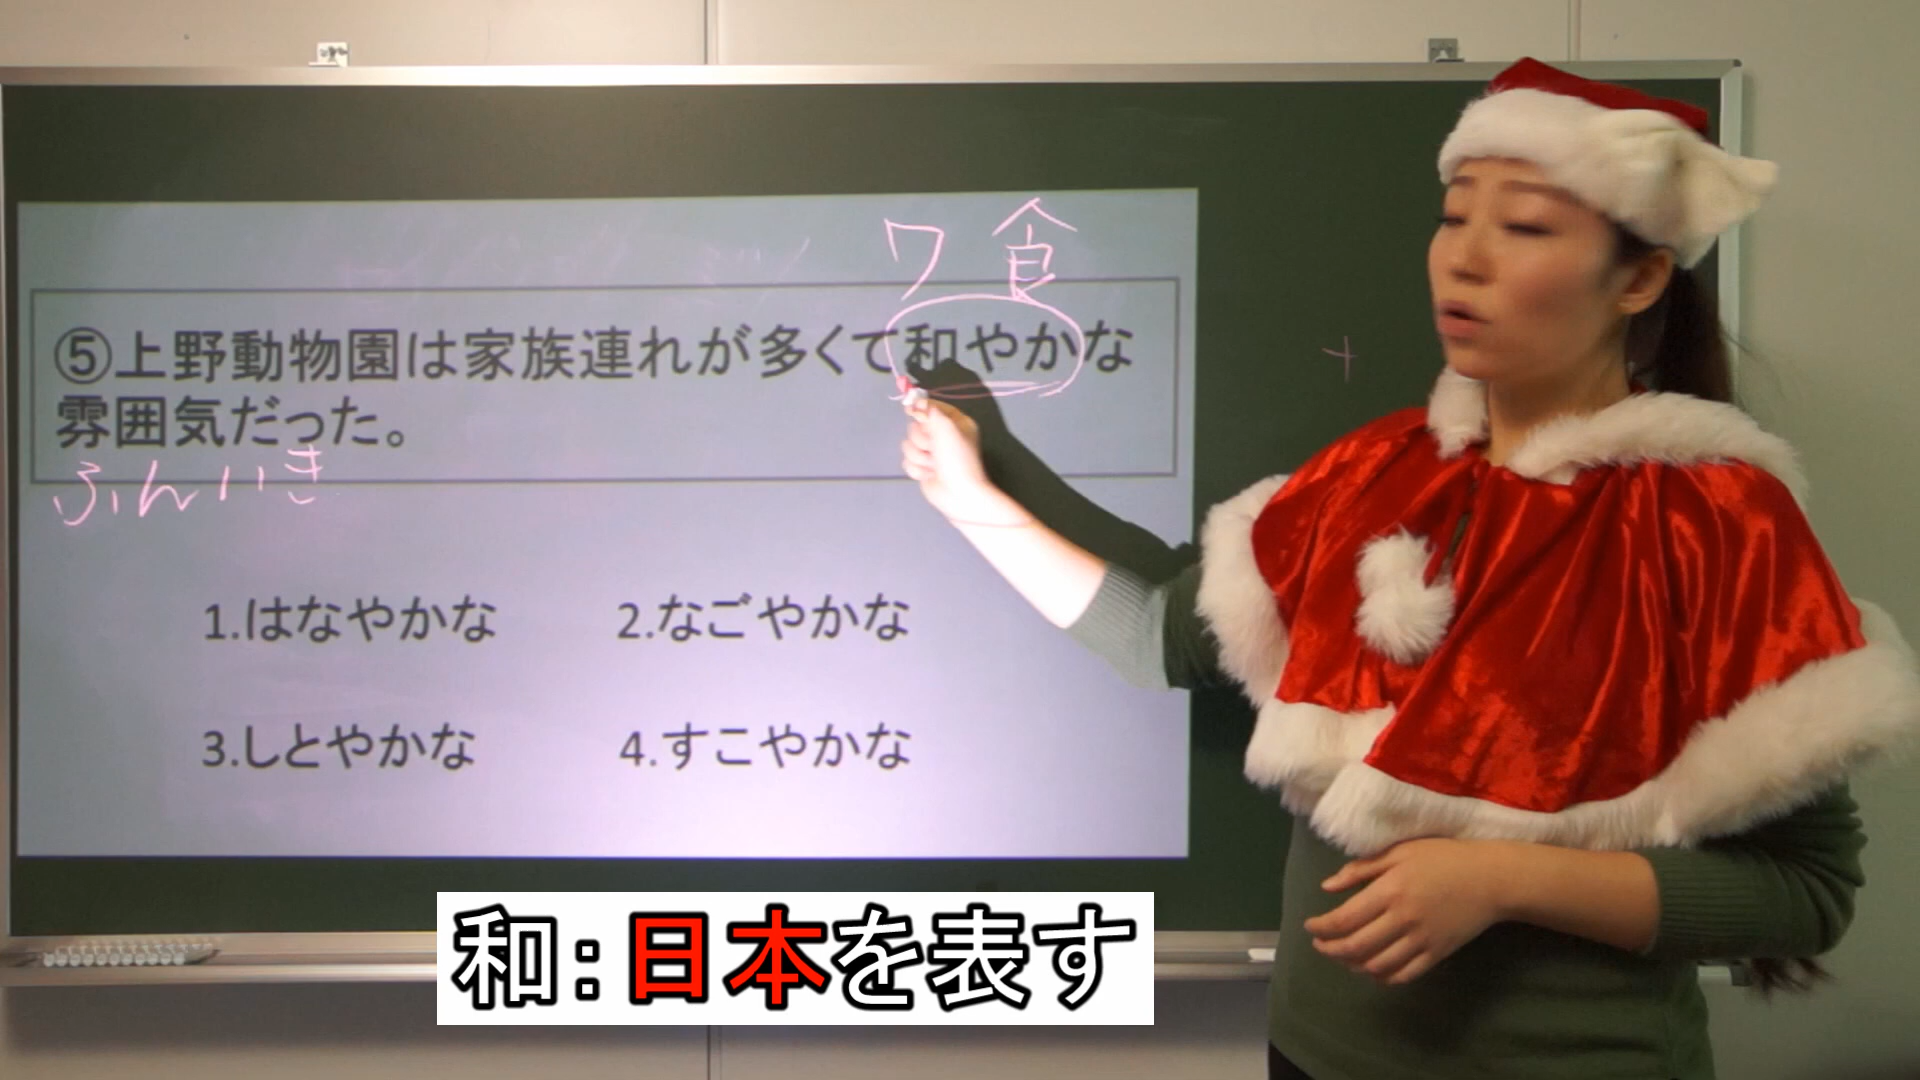 ワ 食
⑤上野動物園は家族連れが多くて和やかな
雰囲気だった。
ふんいき
1.はなやかな 2.なごやかな
3.しとやかな 4.すこやかな
和：日本を表す